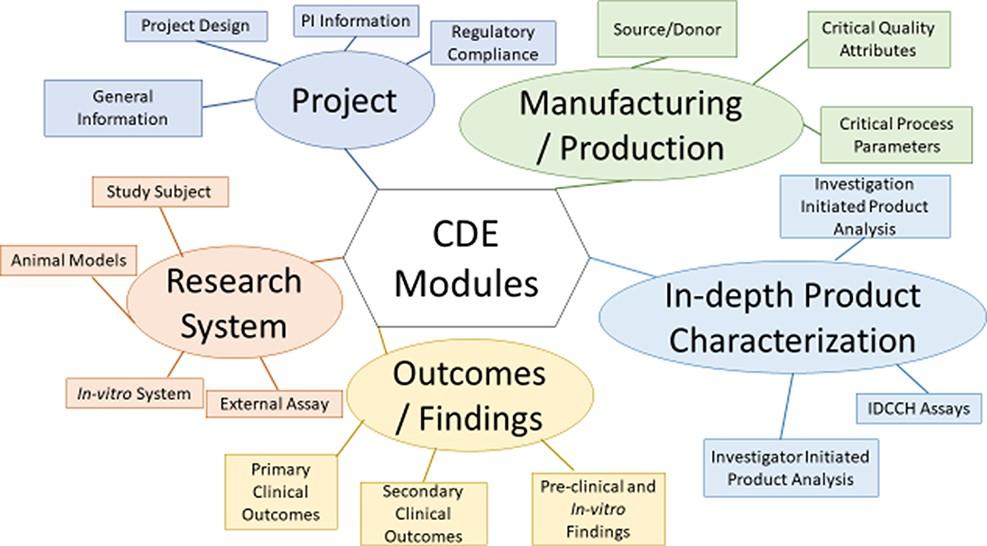 Project Design
PI Information
Regulatory
Compliance
General
Information
Project
Source/Donor
Critical Quality
Attributes
Manufacturing
/ Production
Critical Process
Parameters
Study Subject
Animal Models
Research
System
In-vitro System
External Assay
CDE
Modules
Investigation
Initiated Product
Analysis
In-depth Product
Characterization
IDCCH Assays
Investigator Initiated
Product Analysis
Outcomes
/ Findings
Primary
Clinical
Outcomes
Secondary
Clinical
Outcomes
Pre-clinical and
In-vitro
Findings